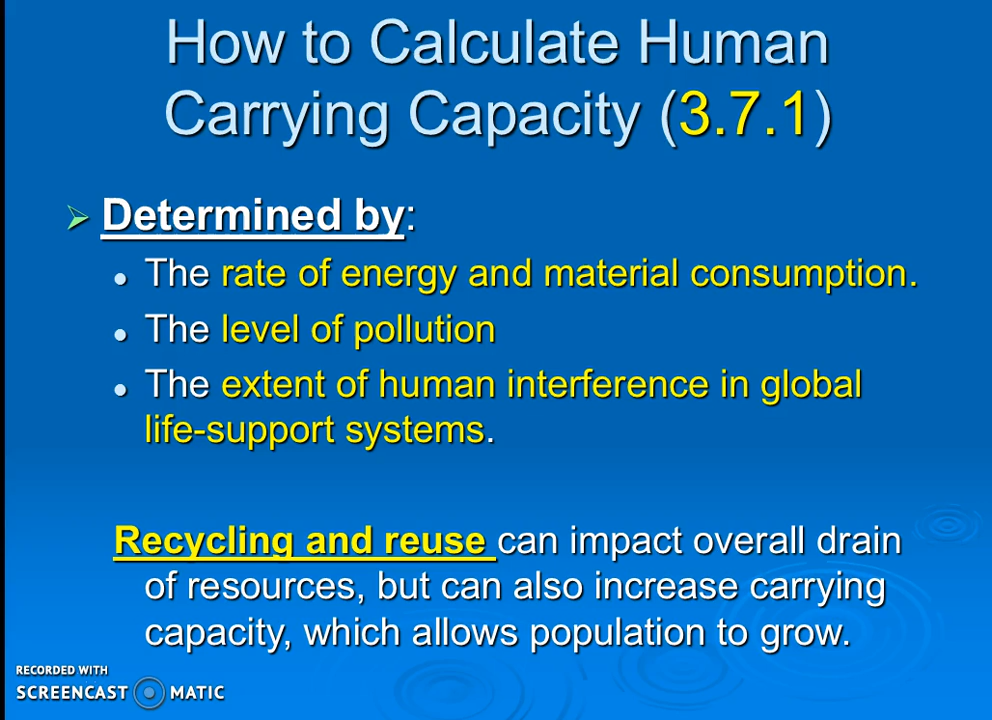 How to Calculate Human
Carrying Capacity (3.7.1)
Determined by:
The rate of energy and material consumption.
The level of pollution
The extent of human interference in global
life-support systems.
Recycling and reuse can impact overall drain
of resources, but can also increase carrying
capacity, which allows population to grow.
RECORDED WITH
SCREENCAST MATIC